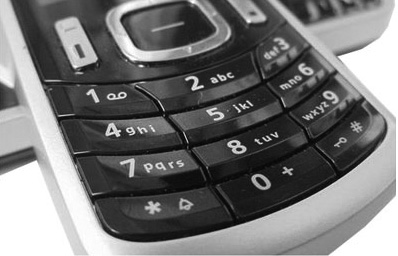 1 2 abc def 3
4 ghi 5 jkl mno 6
7 pqrs 8 tuv wxyz 9
* 0 + #